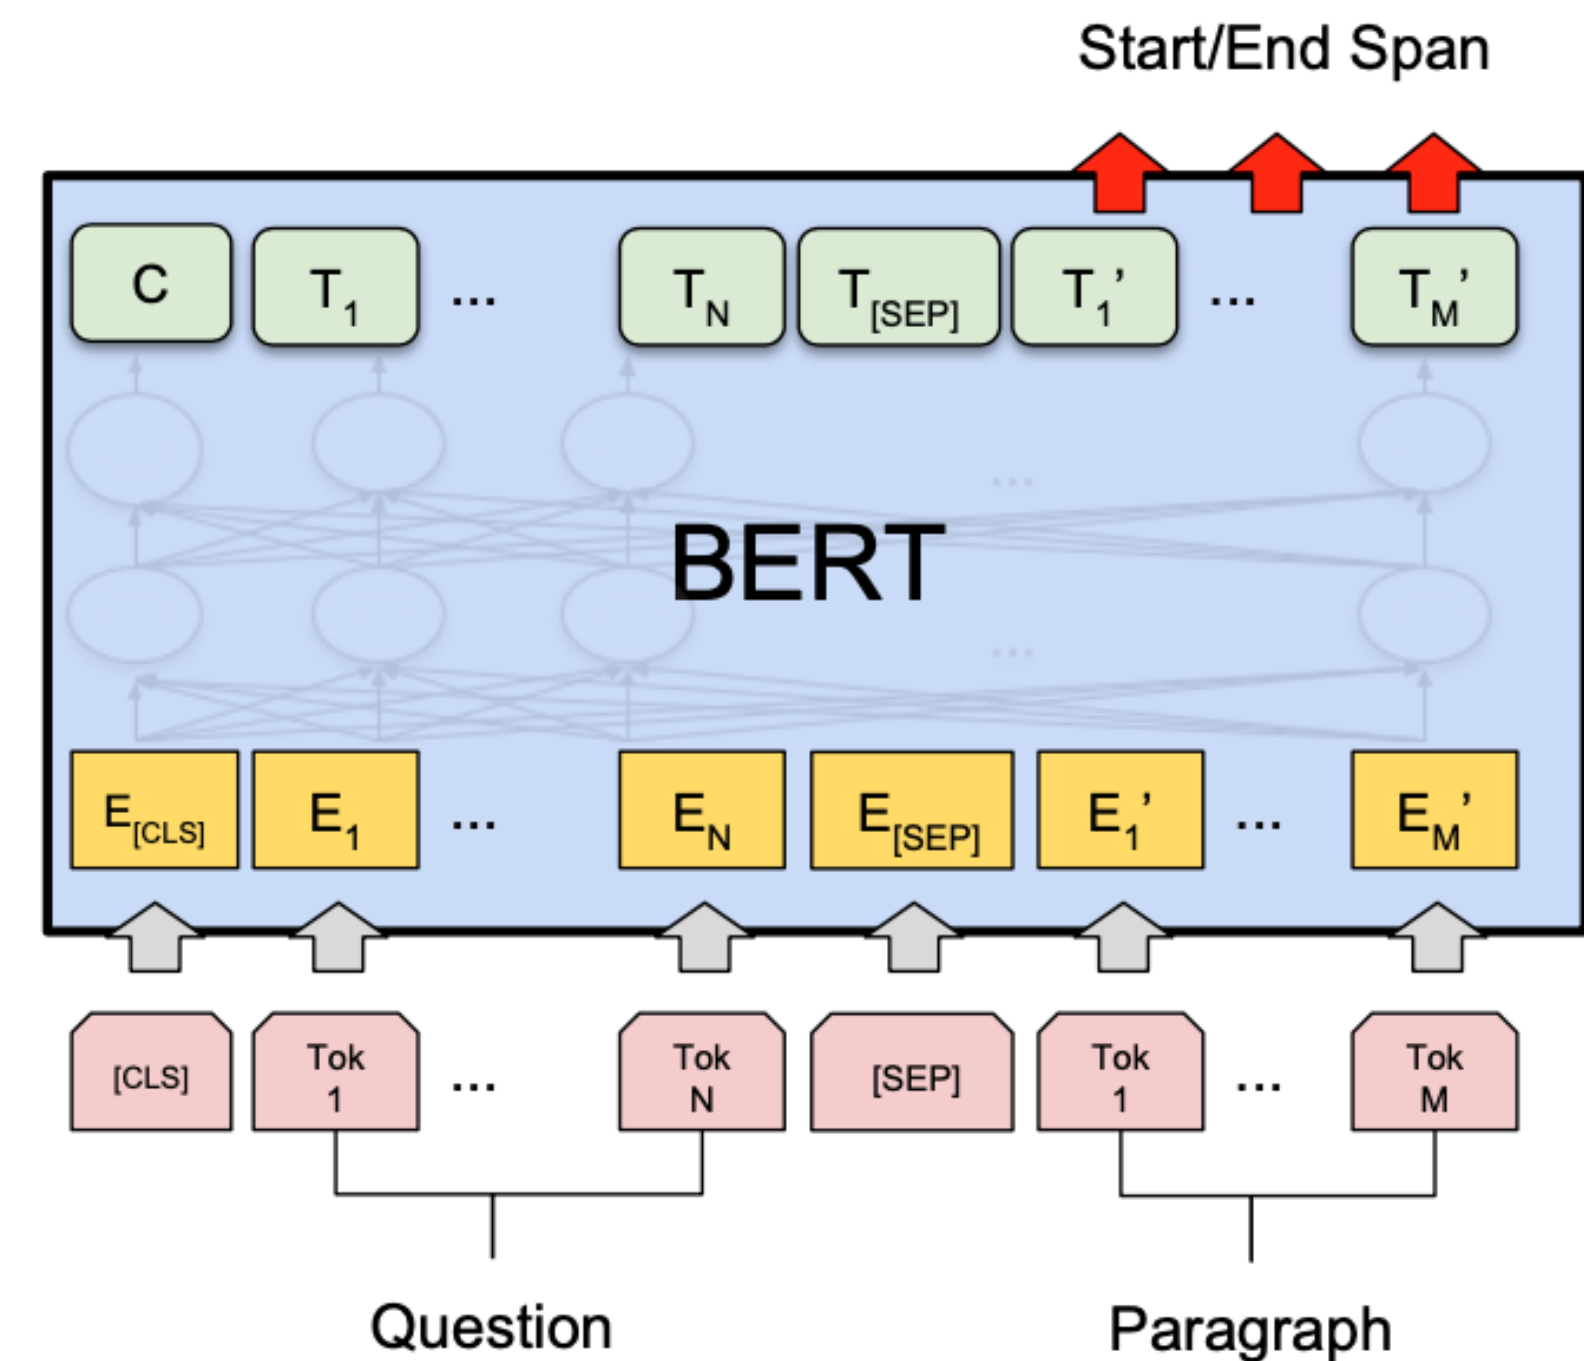 Start/End Span
C T1 ... TN T[SEP] T1’ ... TM’
...
BERT
...
E[CLS] E1 ... EN E[SEP] E1’ ... EM’
[CLS] Tok 1 ... Tok N [SEP] Tok 1 ... Tok M
Question Paragraph